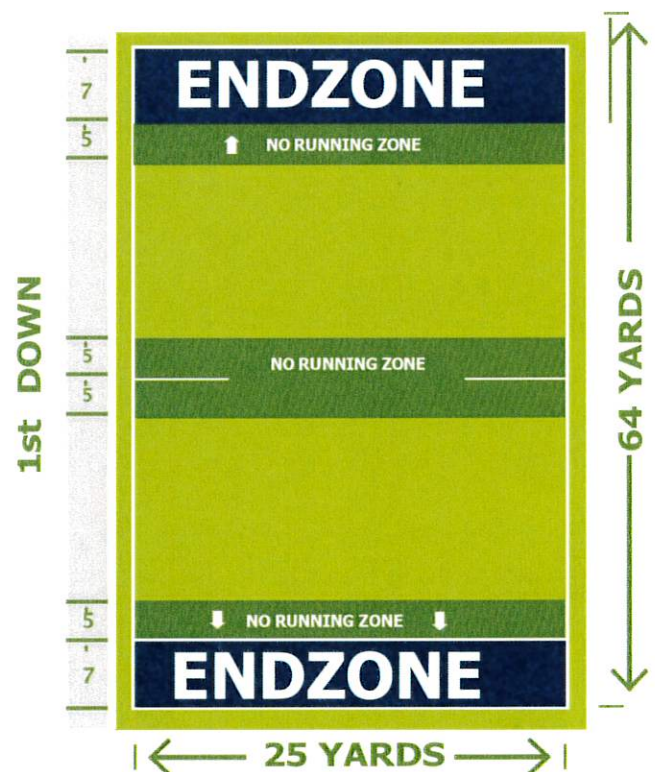 ENDZONE
7
5
NO RUNNING ZONE
1st DOWN
5
NO RUNNING ZONE
5
64 YARDS
5
NO RUNNING ZONE
7
ENDZONE
25 YARDS